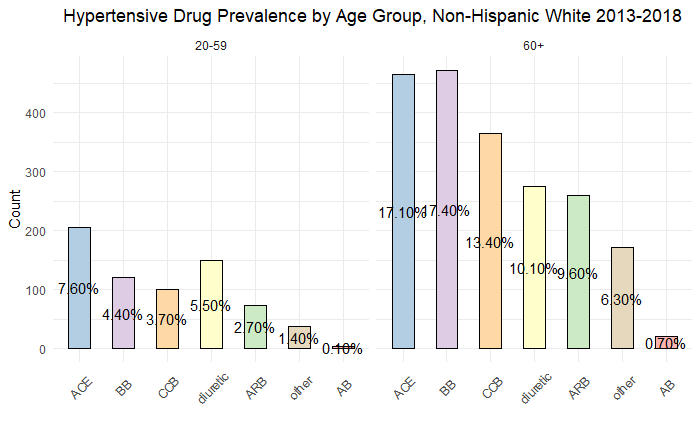 Hypertensive Drug Prevalence by Age Group, Non-Hispanic White 2013-2018
20-59
60+
Count
400
300
200
100
0
7.60%
4.40%
3.70%
5.50%
2.70%
1.40%
0.10%
17.10%
17.40%
13.40%
10.10%
9.60%
6.30%
0.70%
ACE
BB
CCB
diuretic
ARB
other
AB
ACE
BB
CCB
diuretic
ARB
other
AB